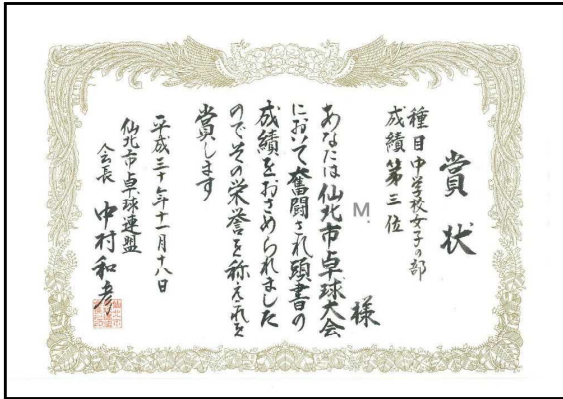 賞状
種目 中学校女子の部
成績 第三位
M.
様
あなたは仙北市卓球大会
において奮闘され頭書の
成績をおさめられました
のでその栄誉を称えこれを
賞します
平成三十年十一月十八日
仙北市卓球連盟
会長 中村和彦